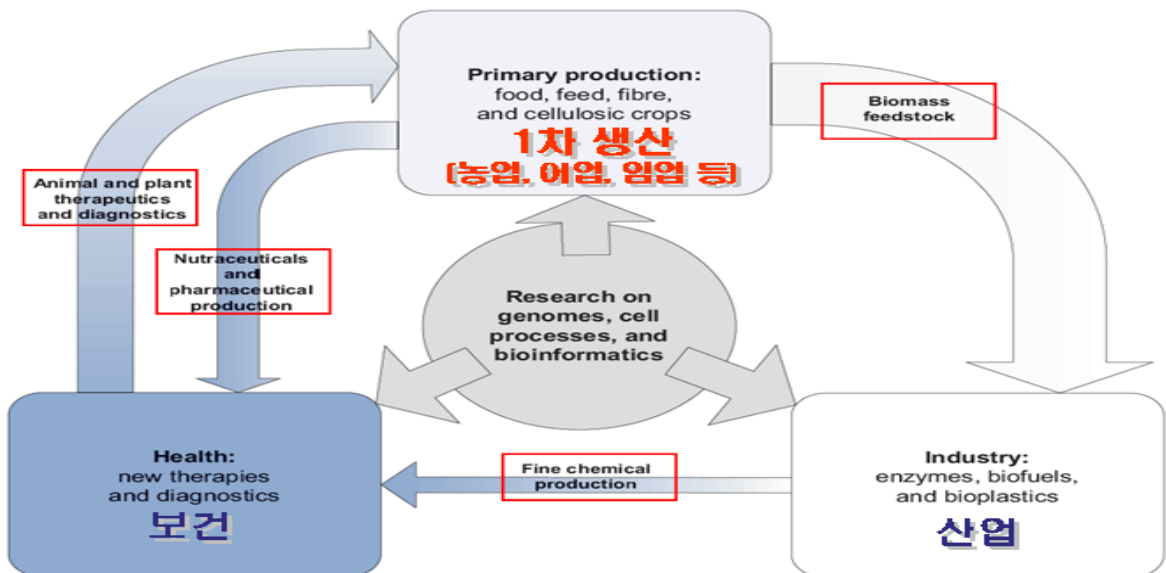 Primary production:
food, feed, fibre,
and cellulosic crops
1차 생산
(농업, 어업, 임업 등)
Biomass
feedstock
Animal and plant
therapeutics
and diagnostics
Nutraceuticals
and
pharmaceutical
production
Research on
genomes, cell
processes, and
bioinformatics
Health:
new therapies
and diagnostics
보건
Fine chemical
production
Industry:
enzymes, biofuels,
and bioplastics
산업